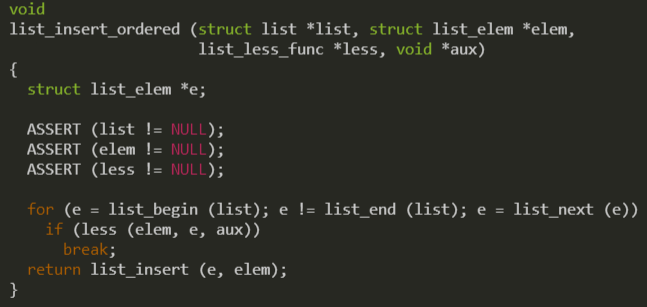 void
list_insert_ordered (struct list *list, struct list_elem *elem,
                     list_less_func *less, void *aux)
{
  struct list_elem *e;

  ASSERT (list != NULL);
  ASSERT (elem != NULL);
  ASSERT (less != NULL);

  for (e = list_begin (list); e != list_end (list); e = list_next (e))
    if (less (elem, e, aux))
      break;
  return list_insert (e, elem);
}